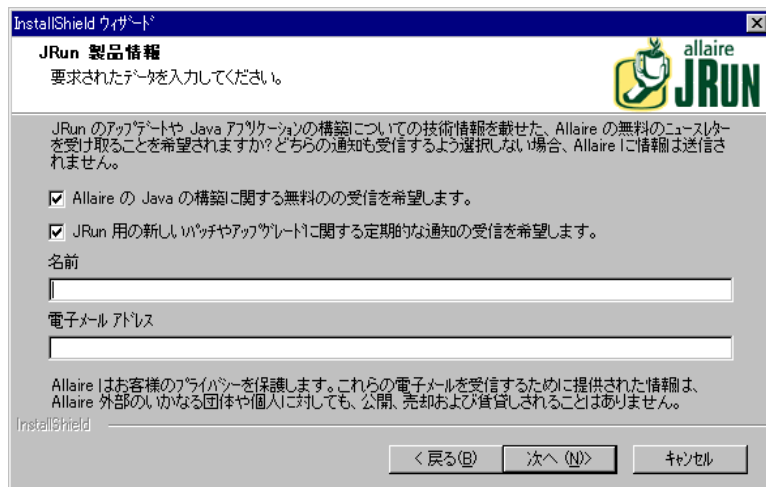 InstallShield ウィザード
JRun 製品情報
要求されたデータを入力してください。
allaire
JRUN
JRun のアップデートや Java アプリケーションの構築についての技術情報を載せた、Allaire の無料のニュースレター
を受け取ることを希望されますか? どちらの通知も受信するよう選択しない場合、Allaire に情報は送信さ
れません。
Allaire の Java の構築に関する無料のの受信を希望します。
JRun 用の新しいパッチやアップグレードに関する定期的な通知の受信を希望します。
名前
電子メール アドレス
Allaire はお客様のプライバシーを保護します。これらの電子メールを受信するために提供された情報は、
Allaire 外部のいかなる団体や個人に対しても、公開、売却および賃貸しされることはありません。
InstallShield
< 戻る(B)
次へ (N)>
キャンセル